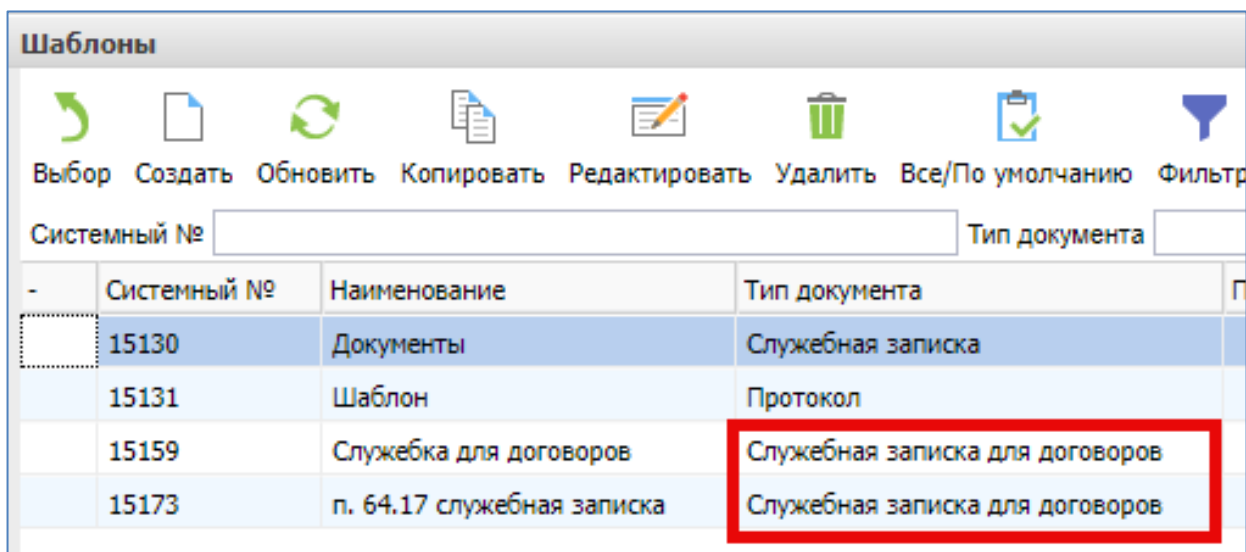 Шаблоны
Выбор Создать Обновить Копировать Редактировать Удалить Все/По умолчанию Фильтр
Системный № Тип документа
- Системный № Наименование Тип документа
15130 Документы Служебная записка
15131 Шаблон Протокол
15159 Служебка для договоров Служебная записка для договоров
15173 п. 64.17 служебная записка Служебная записка для договоров